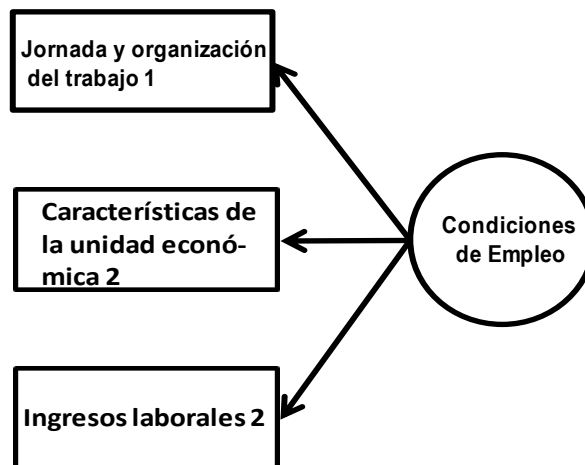 Jornada y organización
del trabajo 1
Características de
la unidad econó-
mica 2
Condiciones
de Empleo
Ingresos laborales 2